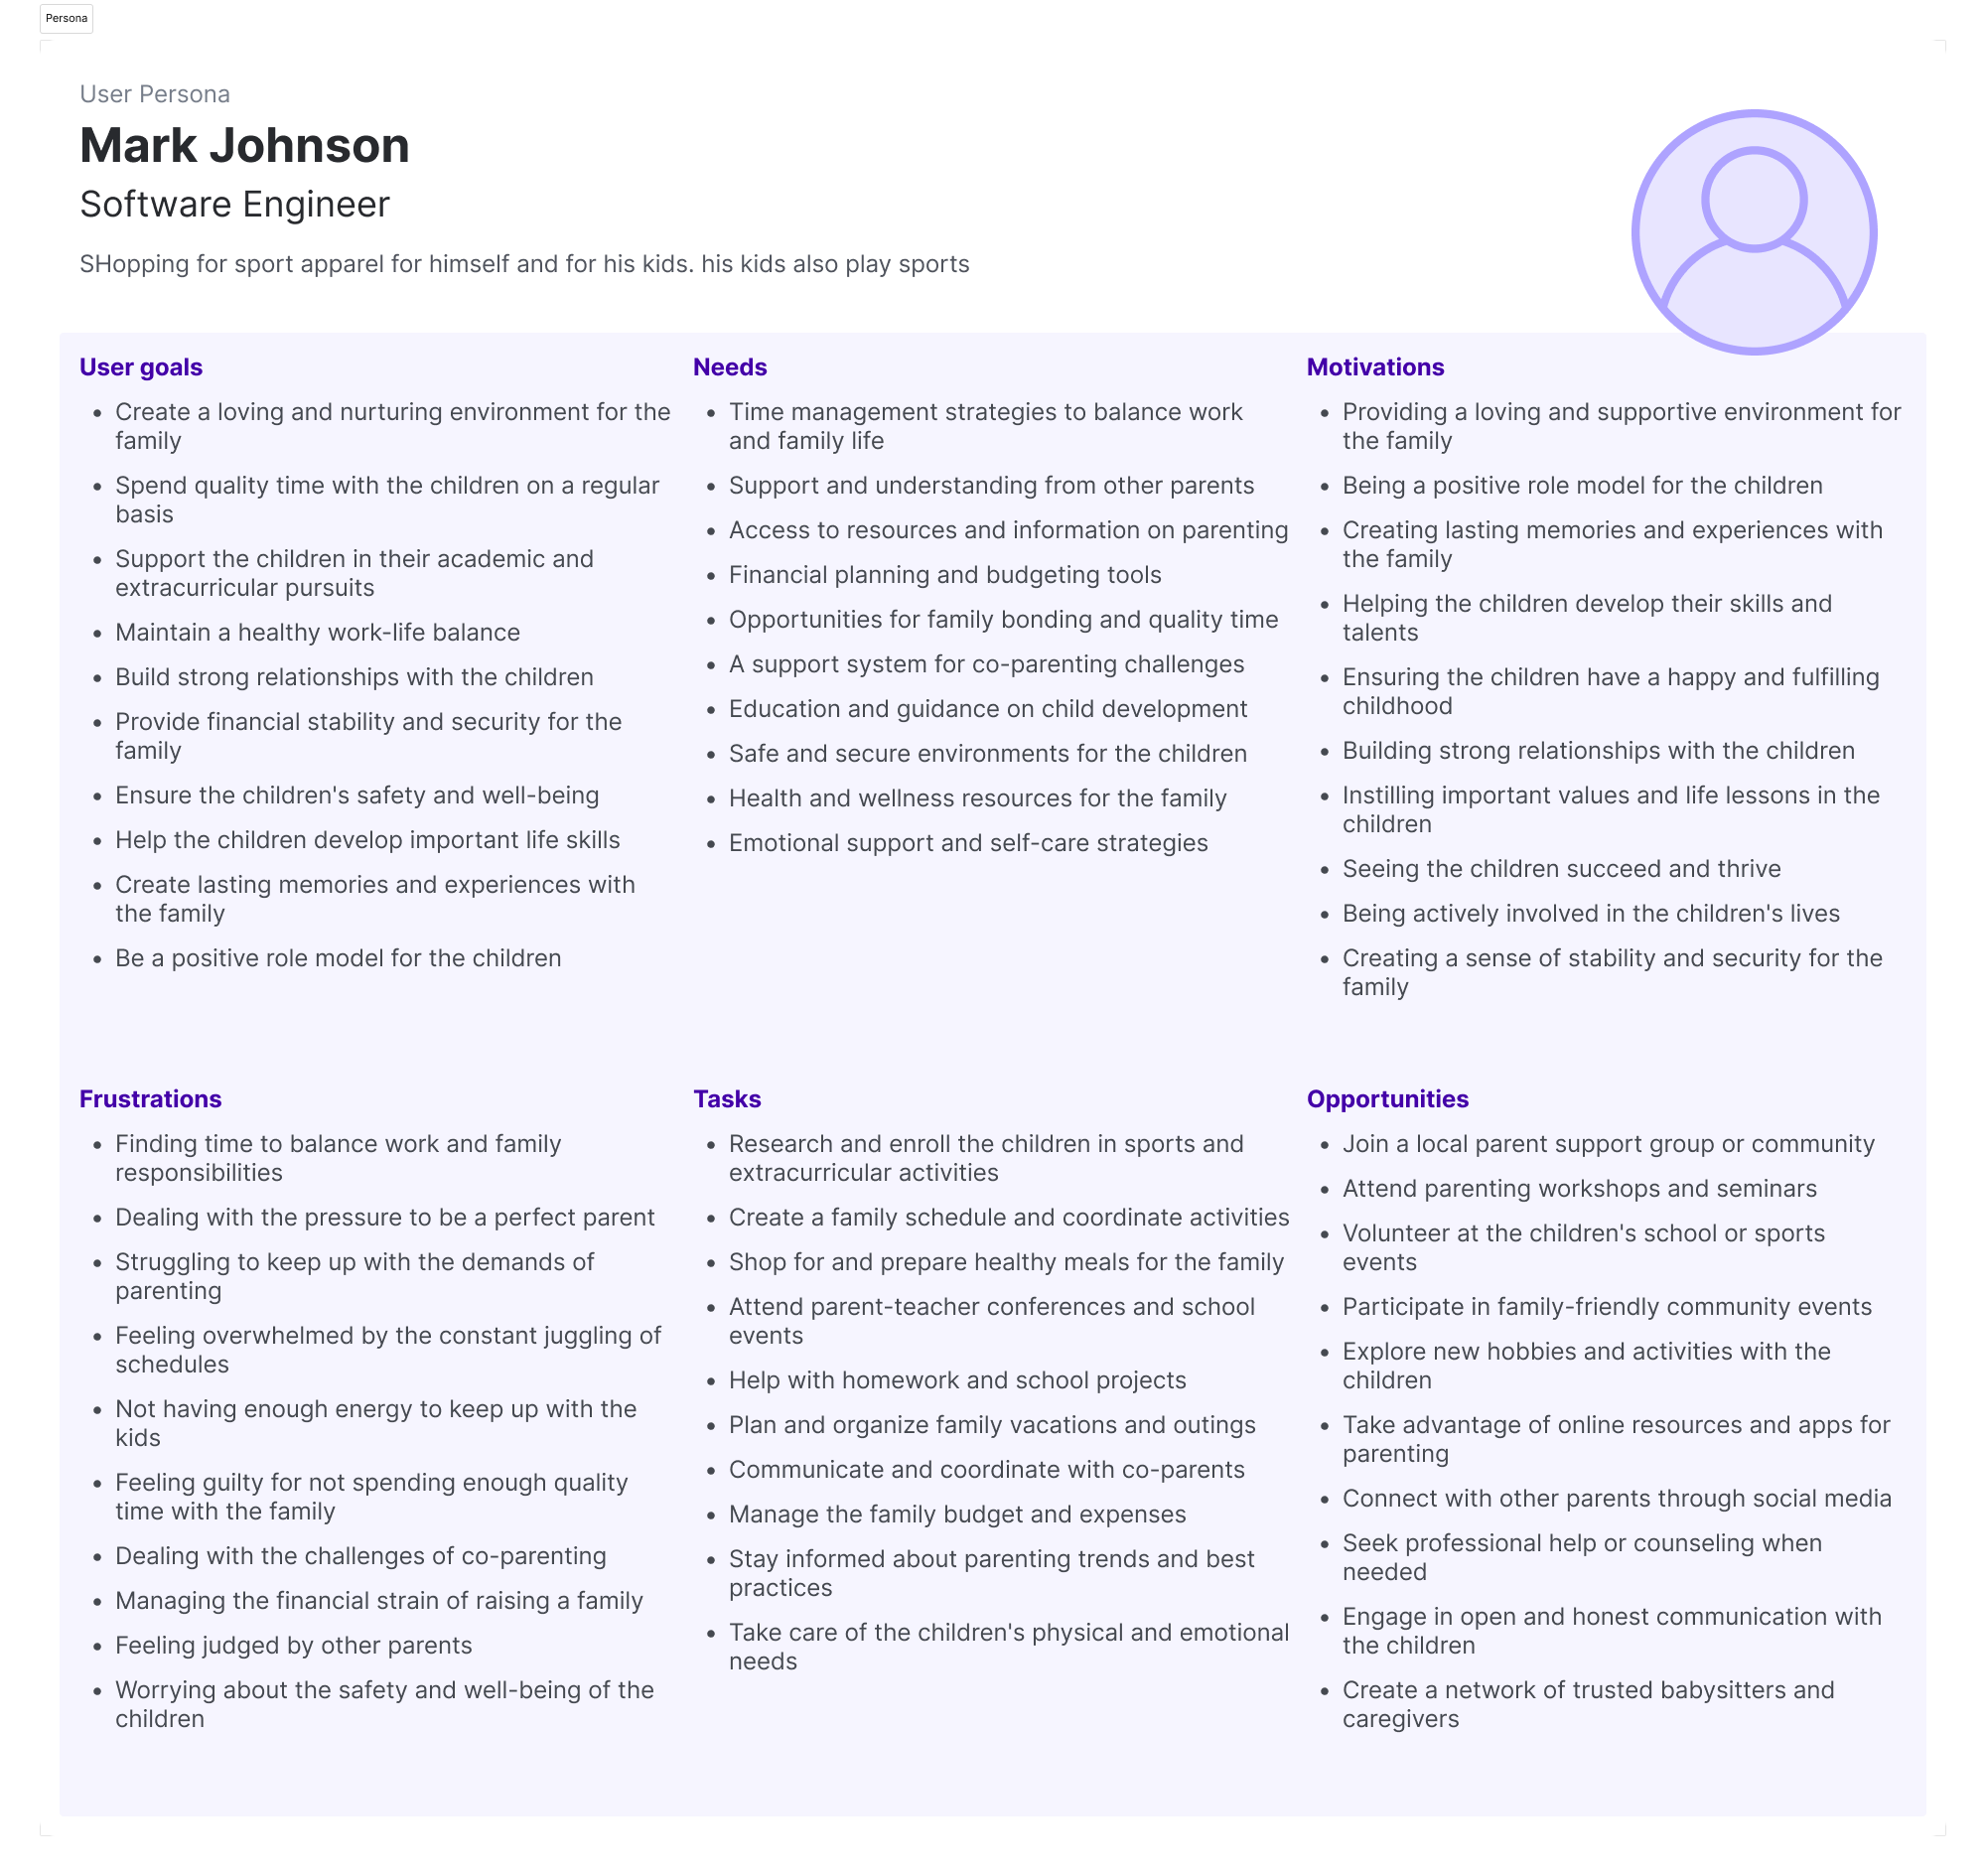 Persona
User Persona
Mark Johnson
Software Engineer
SHopping for sport apparel for himself and for his kids. his kids also play sports
User goals
Create a loving and nurturing environment for the
family
Spend quality time with the children on a regular
basis
Support the children in their academic and
extracurricular pursuits
Maintain a healthy work-life balance
Build strong relationships with the children
Provide financial stability and security for the
family
Ensure the children's safety and well-being
Help the children develop important life skills
Create lasting memories and experiences with
the family
Be a positive role model for the children
Needs
Time management strategies to balance work
and family life
Support and understanding from other parents
Access to resources and information on parenting
Financial planning and budgeting tools
Opportunities for family bonding and quality time
A support system for co-parenting challenges
Education and guidance on child development
Safe and secure environments for the children
Health and wellness resources for the family
Emotional support and self-care strategies
Motivations
Providing a loving and supportive environment for
the family
Being a positive role model for the children
Creating lasting memories and experiences with
the family
Helping the children develop their skills and
talents
Ensuring the children have a happy and fulfilling
childhood
Building strong relationships with the children
Instilling important values and life lessons in the
children
Seeing the children succeed and thrive
Being actively involved in the children's lives
Creating a sense of stability and security for the
family
Frustrations
Finding time to balance work and family
responsibilities
Dealing with the pressure to be a perfect parent
Struggling to keep up with the demands of
parenting
Feeling overwhelmed by the constant juggling of
schedules
Not having enough energy to keep up with the
kids
Feeling guilty for not spending enough quality
time with the family
Dealing with the challenges of co-parenting
Managing the financial strain of raising a family
Feeling judged by other parents
Worrying about the safety and well-being of the
children
Tasks
Research and enroll the children in sports and
extracurricular activities
Create a family schedule and coordinate activities
Shop for and prepare healthy meals for the family
Attend parent-teacher conferences and school
events
Help with homework and school projects
Plan and organize family vacations and outings
Communicate and coordinate with co-parents
Manage the family budget and expenses
Stay informed about parenting trends and best
practices
Take care of the children's physical and emotional
needs
Opportunities
Join a local parent support group or community
Attend parenting workshops and seminars
Volunteer at the children's school or sports
events
Participate in family-friendly community events
Explore new hobbies and activities with the
children
Take advantage of online resources and apps for
parenting
Connect with other parents through social media
Seek professional help or counseling when
needed
Engage in open and honest communication with
the children
Create a network of trusted babysitters and
caregivers